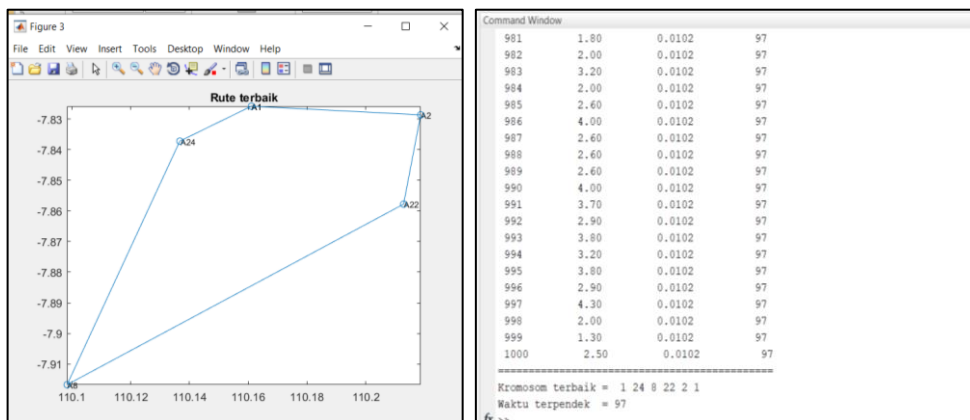 Figure 3
File Edit View Insert Tools Desktop Window Help
Rute terbaik
-7.83
-7.84
-7.85
-7.86
-7.87
-7.88
-7.89
-7.9
-7.91
A1
A2
A24
A22
A8
110.1 110.12 110.14 110.16 110.18 110.2
Command Window
981 1.80 0.0102 97
982 2.00 0.0102 97
983 3.20 0.0102 97
984 2.00 0.0102 97
985 2.60 0.0102 97
986 4.00 0.0102 97
987 2.60 0.0102 97
988 2.60 0.0102 97
989 2.60 0.0102 97
990 4.00 0.0102 97
991 3.70 0.0102 97
992 2.90 0.0102 97
993 3.80 0.0102 97
994 3.20 0.0102 97
995 3.80 0.0102 97
996 2.90 0.0102 97
997 4.30 0.0102 97
998 2.00 0.0102 97
999 1.30 0.0102 97
1000 2.50 0.0102 97
==============================================
Kromosom terbaik = 1 24 8 22 2 1
Waktu terpendek = 97
fx >>